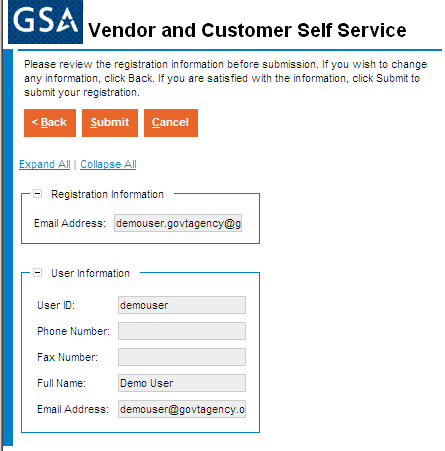 GSA
Vendor and Customer Self Service
Please review the registration information before submission. If you wish to change
any information, click Back. If you are satisfied with the information, click Submit to
submit your registration.
< Back Submit Cancel
Expand All | Collapse All
Registration Information
Email Address: demouser.govtagency@g
User Information
User ID: demouser
Phone Number:
Fax Number:
Full Name: Demo User
Email Address: demouser@govtagency.o